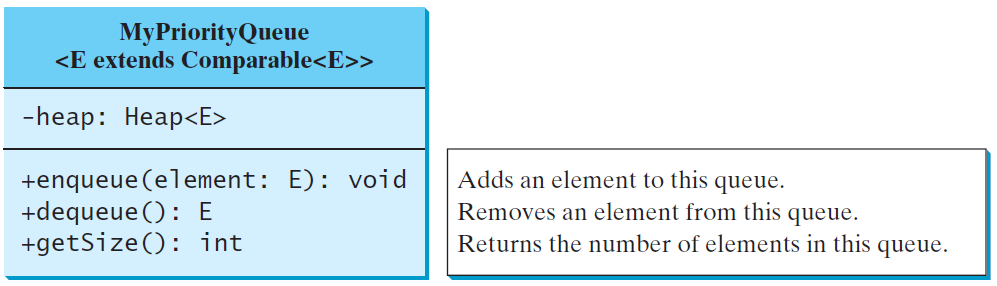 MyPriorityQueue
<E extends Comparable<E>>
-heap: Heap<E>
+enqueue(element: E): void
+dequeue(): E
+getSize(): int
Adds an element to this queue.
Removes an element from this queue.
Returns the number of elements in this queue.